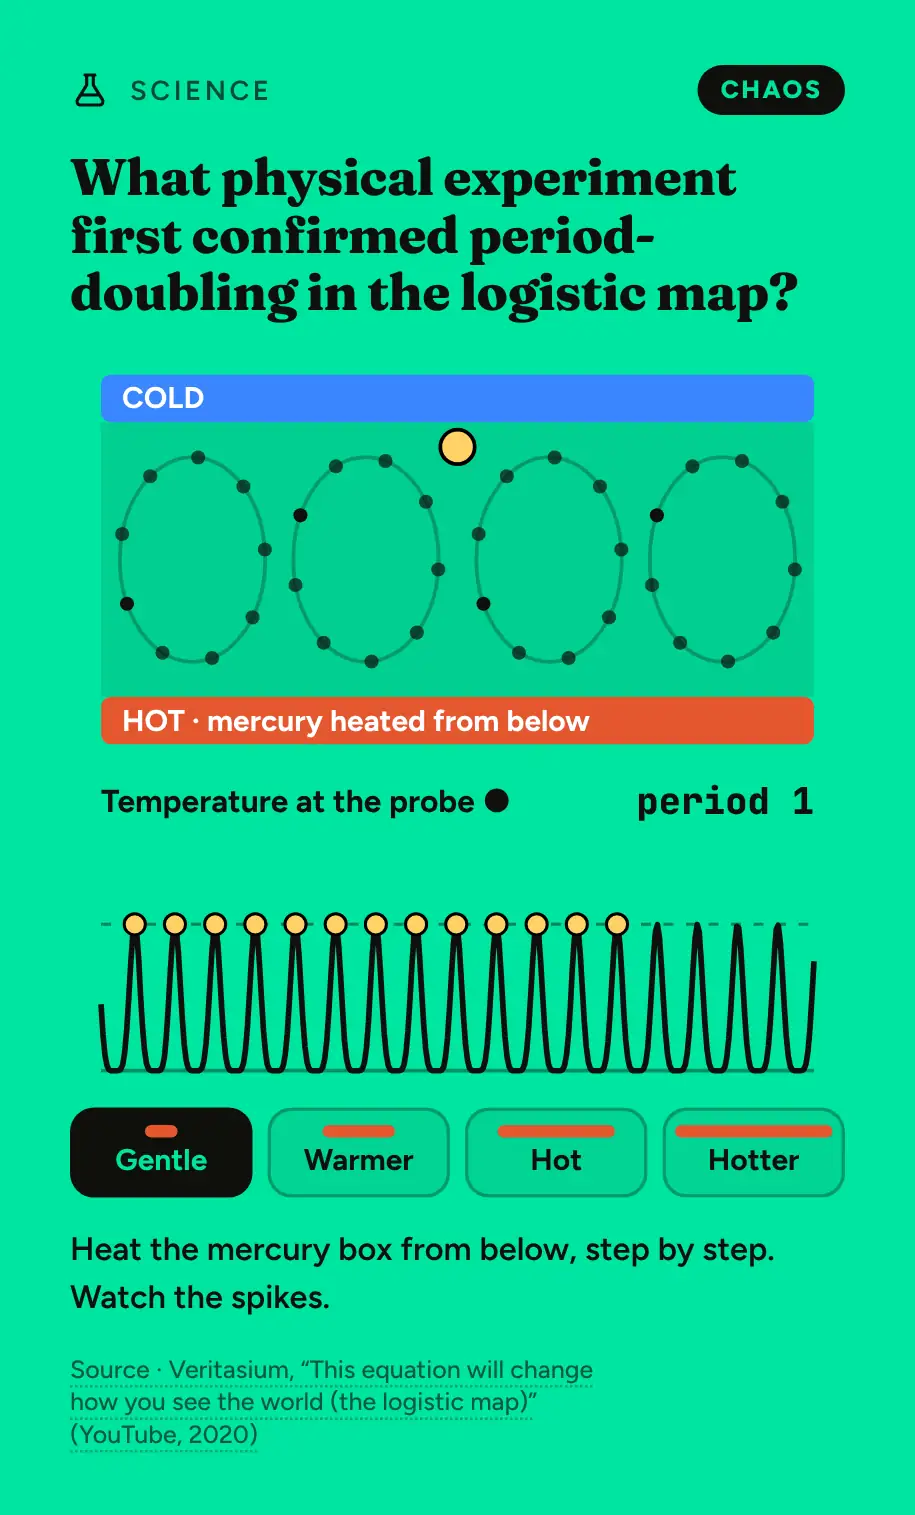 SCIENCE
CHAOS
What physical experiment
first confirmed period-
doubling in the logistic map?
COLD
HOT · mercury heated from below
Temperature at the probe
period 1
Gentle
Warmer
Hot
Hotter
Heat the mercury box from below, step by step.
Watch the spikes.
Source · Veritasium, “This equation will change
how you see the world (the logistic map)”
(YouTube, 2020)